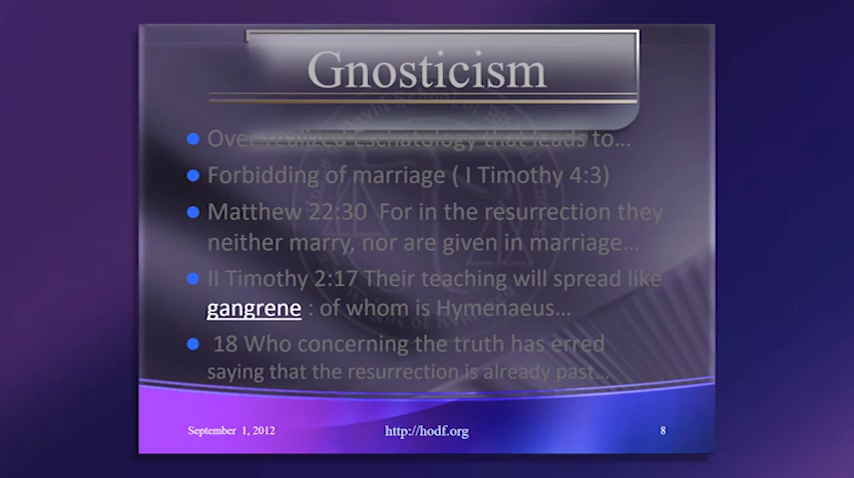 Gnosticism
Over realized Eschatology that leads to...
Forbidding of marriage ( I Timothy 4:3)
Matthew 22:30 For in the resurrection they
neither marry, nor are given in marriage...
II Timothy 2:17 Their teaching will spread like
gangrene : of whom is Hymenaeus...
18 Who concerning the truth has erred
saying that the resurrection is already past...
September 1, 2012
http://hodf.org
8